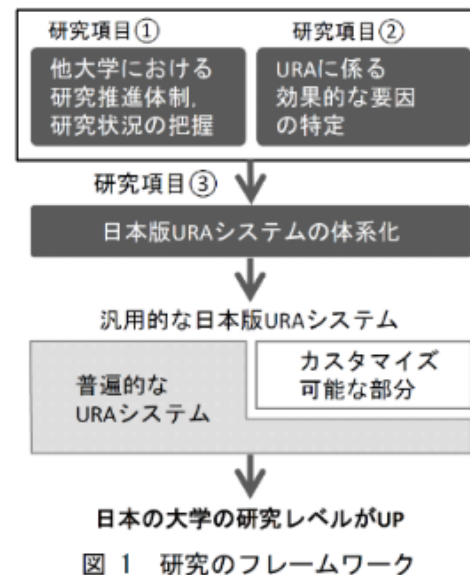 研究項目①
他大学における
研究推進体制,
研究状況の把握
研究項目②
URAに係る
効果的な要因
の特定
研究項目③
日本版URAシステムの体系化
汎用的な日本版URAシステム
普遍的な
URAシステム
カスタマイズ
可能な部分
日本の大学の研究レベルがUP
図 1 研究のフレームワーク